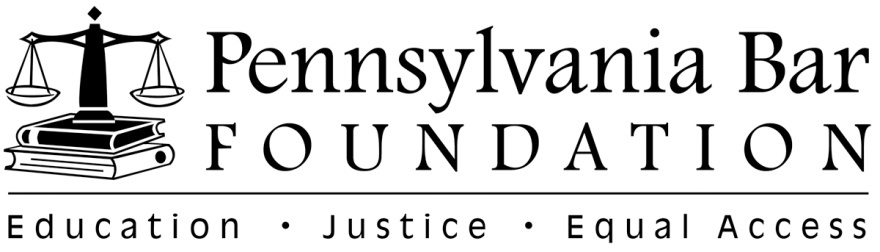 Pennsylvania Bar
FOUNDATION
Education • Justice • Equal Access